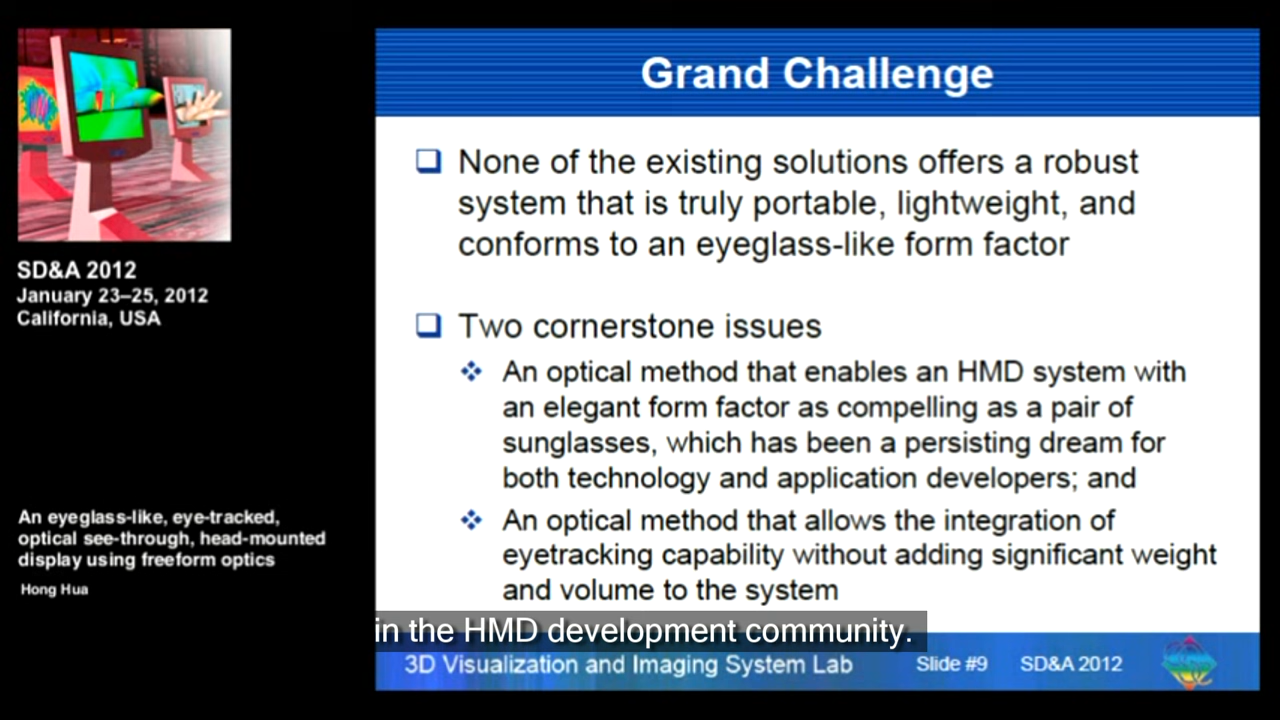 SD&A 2012
January 23–25, 2012
California, USA
An eyeglass-like, eye-tracked,
optical see-through, head-mounted
display using freeform optics
Hong Hua
Grand Challenge
None of the existing solutions offers a robust
system that is truly portable, lightweight, and
conforms to an eyeglass-like form factor
Two cornerstone issues
An optical method that enables an HMD system with
an elegant form factor as compelling as a pair of
sunglasses, which has been a persisting dream for
both technology and application developers; and
An optical method that allows the integration of
eyetracking capability without adding significant weight
and volume to the system
in the HMD development community.
3D Visualization and Imaging System Lab
Slide #9
SD&A 2012